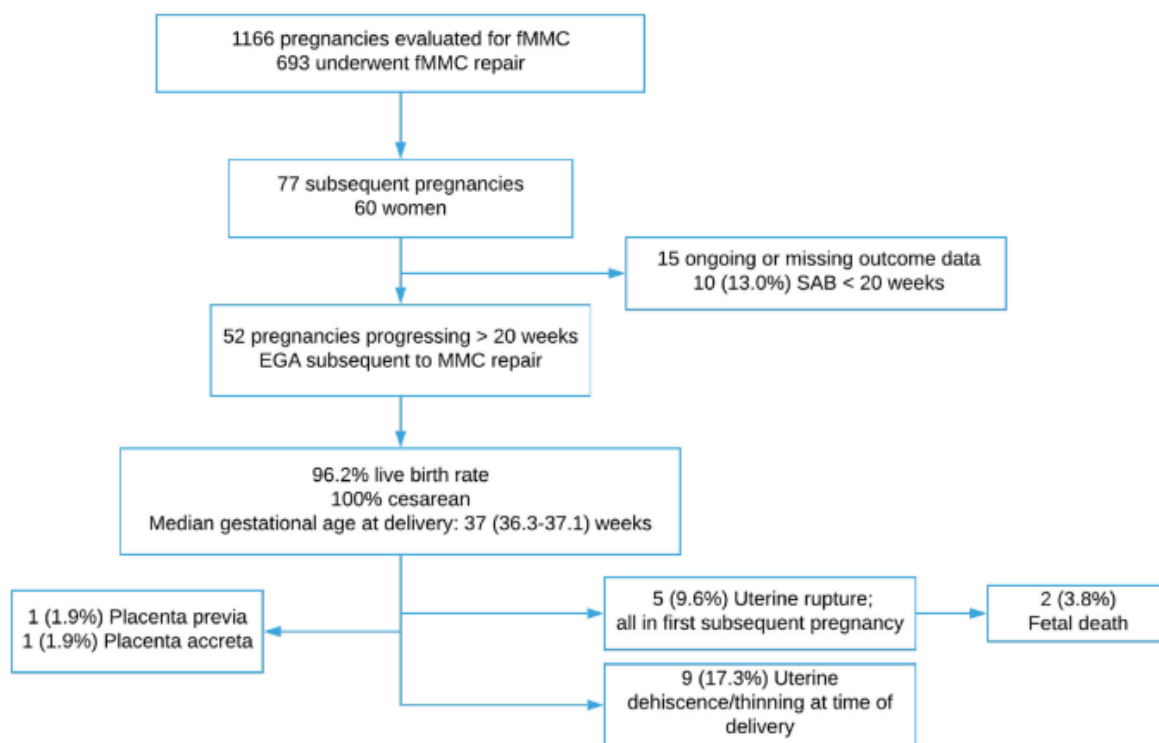 1166 pregnancies evaluated for fMMC
693 underwent fMMC repair
77 subsequent pregnancies
60 women
15 ongoing or missing outcome data
10 (13.0%) SAB < 20 weeks
52 pregnancies progressing > 20 weeks
EGA subsequent to MMC repair
96.2% live birth rate
100% cesarean
Median gestational age at delivery: 37 (36.3-37.1) weeks
1 (1.9%) Placenta previa
1 (1.9%) Placenta accreta
5 (9.6%) Uterine rupture;
all in first subsequent pregnancy
2 (3.8%)
Fetal death
9 (17.3%) Uterine
dehiscence/thinning at time of
delivery